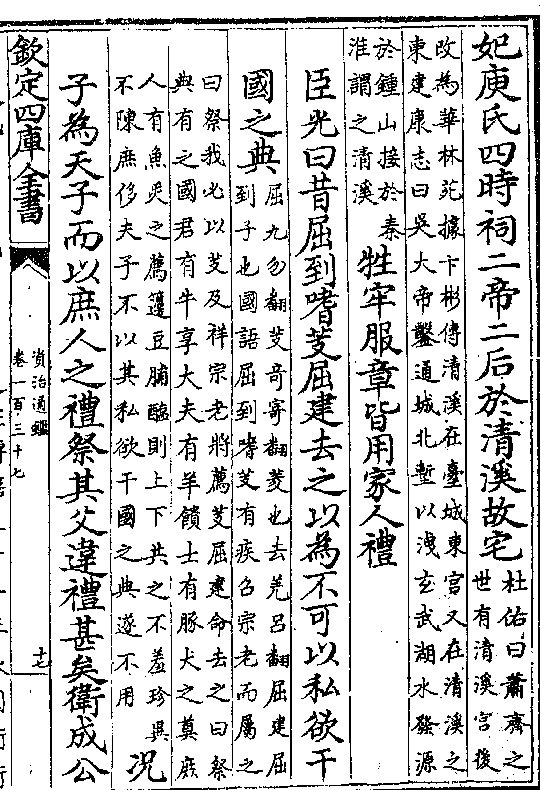 妃庾氏四時祠二帝二后於清溪故宅杜佑曰蕭齊之世有清溪宮後
改為華林苑據卞彬傳清溪在臺城東宮又在清溪之東建康志曰吳大帝鑿通城北塹以洩玄武湖水發源
於鍾山接於秦淮謂之清溪牲牢服章皆用家人禮
臣光曰昔屈到嗜芰屈建去之以為不可以私欲干
國之典屈九勿翻芰奇寄翻菱也去羌呂翻屈建屈到子也國語屈到嗜芰有疾召宗老而屬之
曰祭我必以芰及祥宗老將薦芰屈建命去之曰祭典有之國君有牛享大夫有羊饋士有豚犬之奠庶
人有魚炙之薦籩豆脯醢則上下共之不羞珍異不陳庶侈夫子不以其私欲干國之典遂不用況
子為天子而以庶人之禮祭其父違禮甚矣衛成公
欽定四庫全書
資治通鑑
卷一百三十七
十七